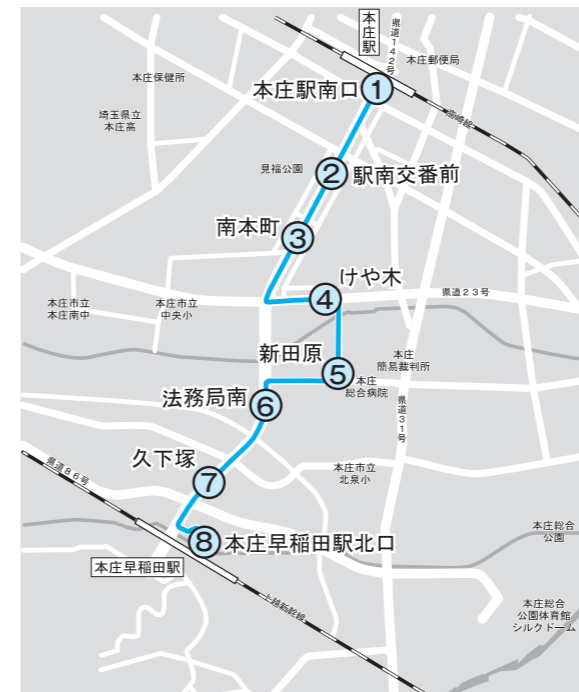 本庄駅
県道142号
本庄郵便局
本庄保健所
① 本庄駅南口
埼玉県立
本庄高
高崎線
見福公園
② 駅南交番前
南本町 ③
けや木
④
県道23号
本庄市立
本庄南中
本庄市立
中央小
新田原
⑤
本庄
簡易裁判所
本庄
総合病院
法務局南 ⑥
県道31号
久下塚
⑦
本庄市立
北泉小
県道86号
⑧ 本庄早稲田駅北口
本庄総合
公園
本庄早稲田駅
上越新幹線
本庄総合
公園体育館
シルクドーム